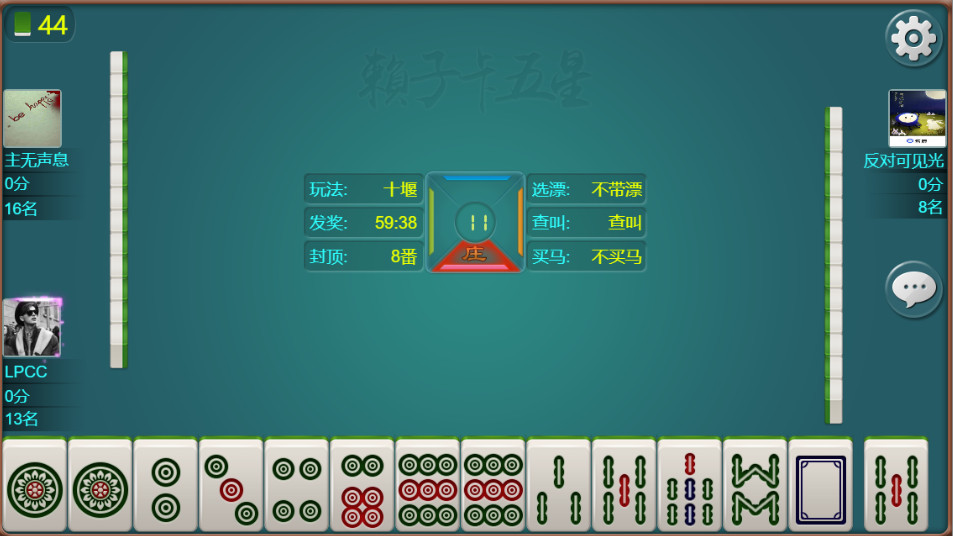 44
賴子卡五星
be happy
主无声息
0分
16名
反对可见光
0分
8名
玩法: 十堰
选漂: 不带漂
发奖: 59:38
11
查叫: 查叫
封顶: 8番
庄
买马: 不买马
LPCC
0分
13名